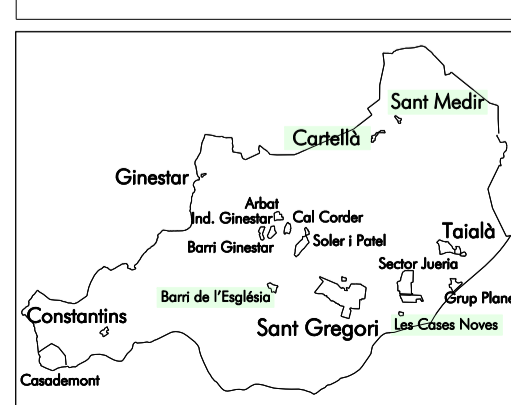 Sant Medir
Cartellà
Ginestar
Arbat
Ind. Ginestar
Cal Corder
Barri Ginestar
Soler i Patel
Taialà
Sector Jueria
Barri de l'Església
Grup Plane
Constantins
Sant Gregori
Les Cases Noves
Casademont